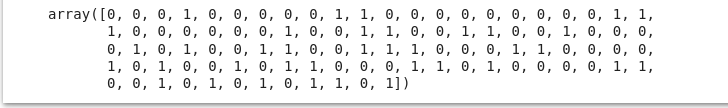 array([0, 0, 0, 1, 0, 0, 0, 0, 0, 1, 1, 0, 0, 0, 0, 0, 0, 0, 0, 0, 1, 1,
1, 0, 0, 0, 0, 0, 0, 1, 0, 0, 1, 1, 0, 0, 1, 1, 0, 0, 1, 0, 0, 0,
0, 1, 0, 1, 0, 0, 1, 1, 0, 0, 1, 1, 1, 0, 0, 0, 1, 1, 0, 0, 0, 0,
1, 0, 1, 0, 0, 1, 0, 1, 1, 0, 0, 0, 1, 1, 0, 1, 0, 0, 0, 0, 1, 1,
0, 0, 1, 0, 1, 0, 1, 0, 1, 1, 0, 1])